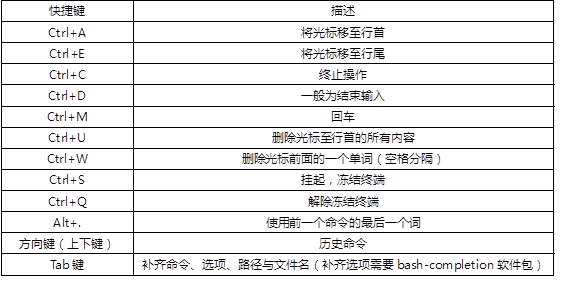 快捷键 描述
Ctrl+A 将光标移至行首
Ctrl+E 将光标移至行尾
Ctrl+C 终止操作
Ctrl+D 一般为结束输入
Ctrl+M 回车
Ctrl+U 删除光标至行首的所有内容
Ctrl+W 删除光标前面的一个单词（空格分隔）
Ctrl+S 挂起，冻结终端
Ctrl+Q 解除冻结终端
Alt+. 使用前一个命令的最后一个词
方向键（上下键） 历史命令
Tab 键 补齐命令、选项、路径与文件名（补齐选项需要 bash-completion 软件包）